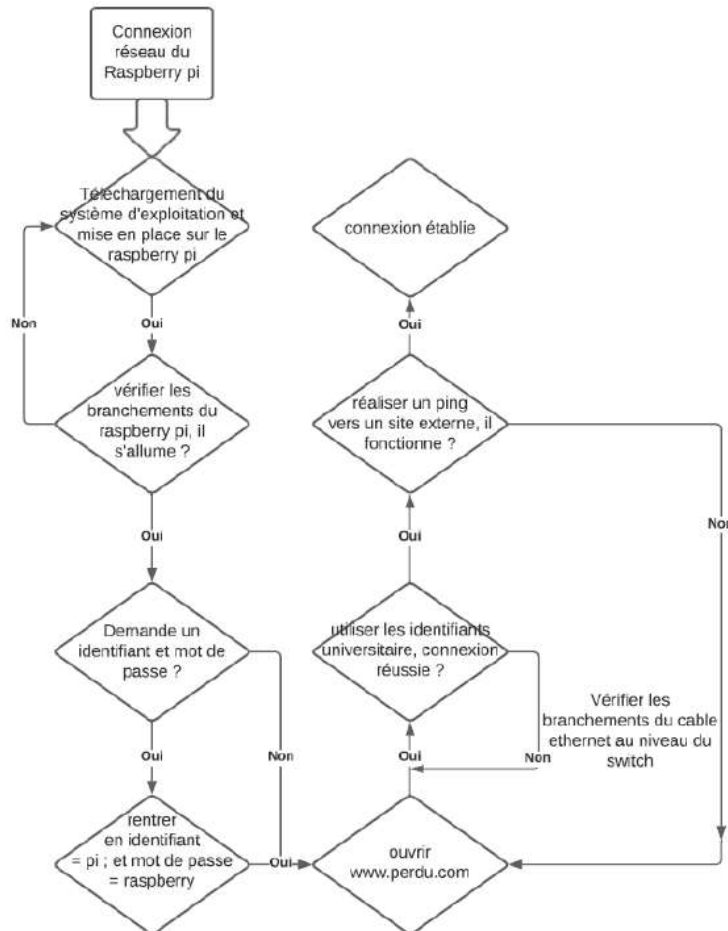 Connexion
réseau du
Raspberry pi
Téléchargement du
système d'exploitation et
mise en place sur le
raspberry pi
Non
Oui
vérifier les
branchements du
raspberry pi, il
s'allume ?
Oui
Demande un
identifiant et mot de
passe ?
Oui
Non
rentrer
en identifiant
= pi ; et mot de passe
= raspberry
Oui
ouvrir
www.perdu.com
Oui
Non
Vérifier les
branchements du cable
ethernet au niveau du
switch
utiliser les identifiants
universitaire, connexion
réussie ?
Oui
réaliser un ping
vers un site externe, il
fonctionne ?
Non
Oui
connexion établie